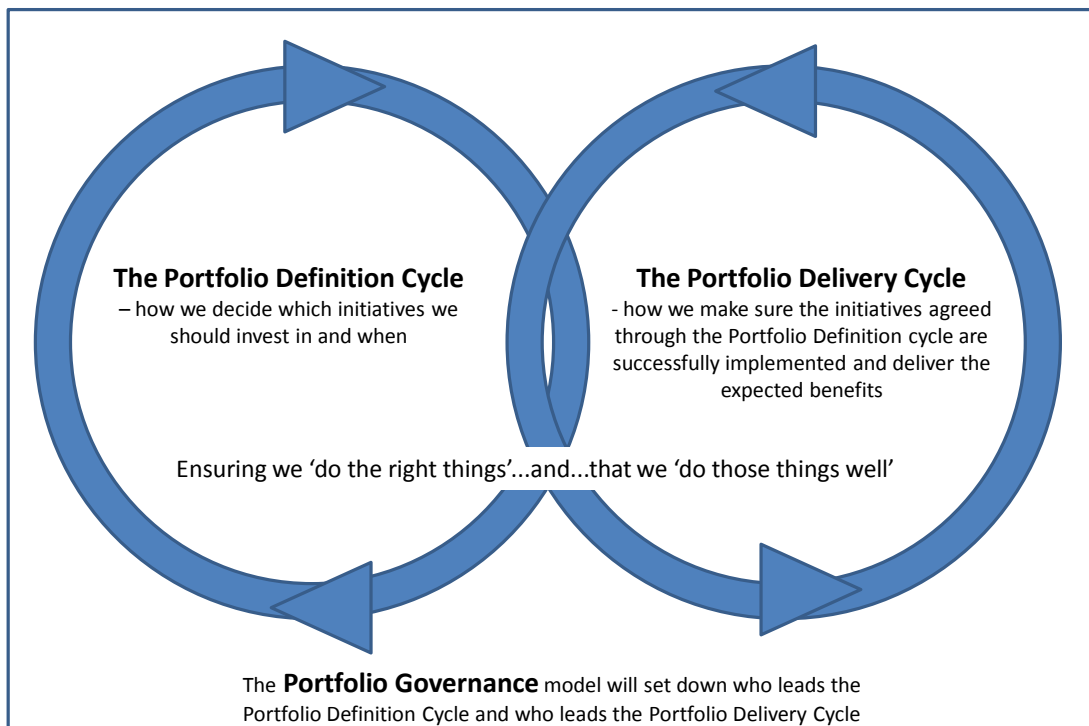 The Portfolio Definition Cycle
– how we decide which initiatives we
should invest in and when
The Portfolio Delivery Cycle
- how we make sure the initiatives agreed
through the Portfolio Definition cycle are
successfully implemented and deliver the
expected benefits
Ensuring we ‘do the right things’...and...that we ‘do those things well’
The Portfolio Governance model will set down who leads the
Portfolio Definition Cycle and who leads the Portfolio Delivery Cycle